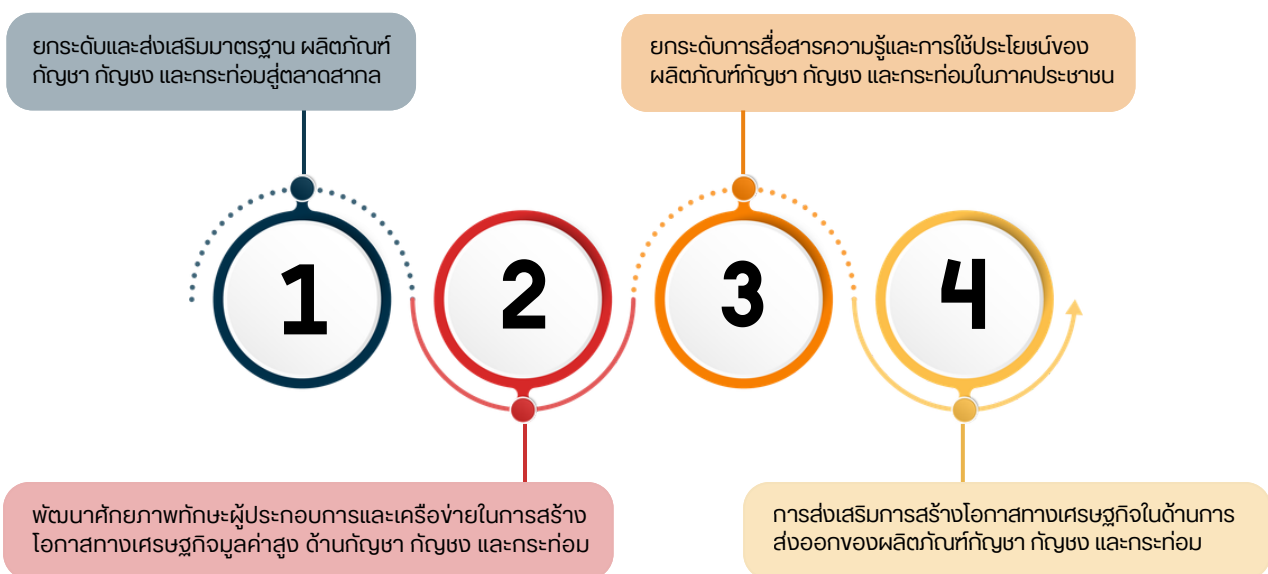 ยกระดับและส่งเสริมมาตรฐาน ผลิตภัณฑ์
กัญชา กัญชง และกระท่อมสู่ตลาดสากล
ยกระดับการสื่อสารความรู้และการใช้ประโยชน์ของ
ผลิตภัณฑ์กัญชา กัญชง และกระท่อมในภาคประชาชน
1
2
3
4
พัฒนาศักยภาพทักษะผู้ประกอบการและเครือข่ายในการสร้าง
โอกาสทางเศรษฐกิจมูลค่าสูง ด้านกัญชา กัญชง และกระท่อม
การส่งเสริมการสร้างโอกาสทางเศรษฐกิจในด้านการ
ส่งออกของผลิตภัณฑ์กัญชา กัญชง และกระท่อม